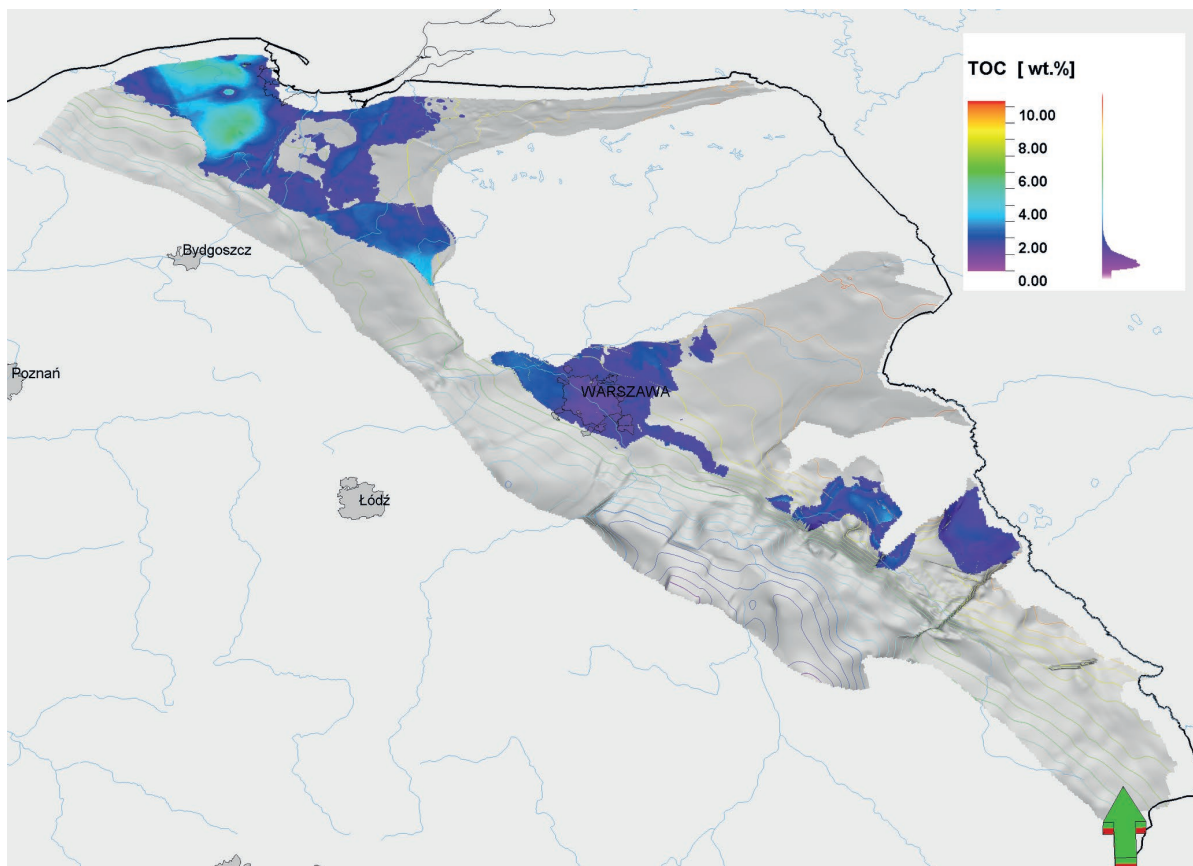 TOC [ wt.%]
10.00
8.00
6.00
4.00
2.00
0.00
Bydgoszcz
Poznań
WARSZAWA
Łódź